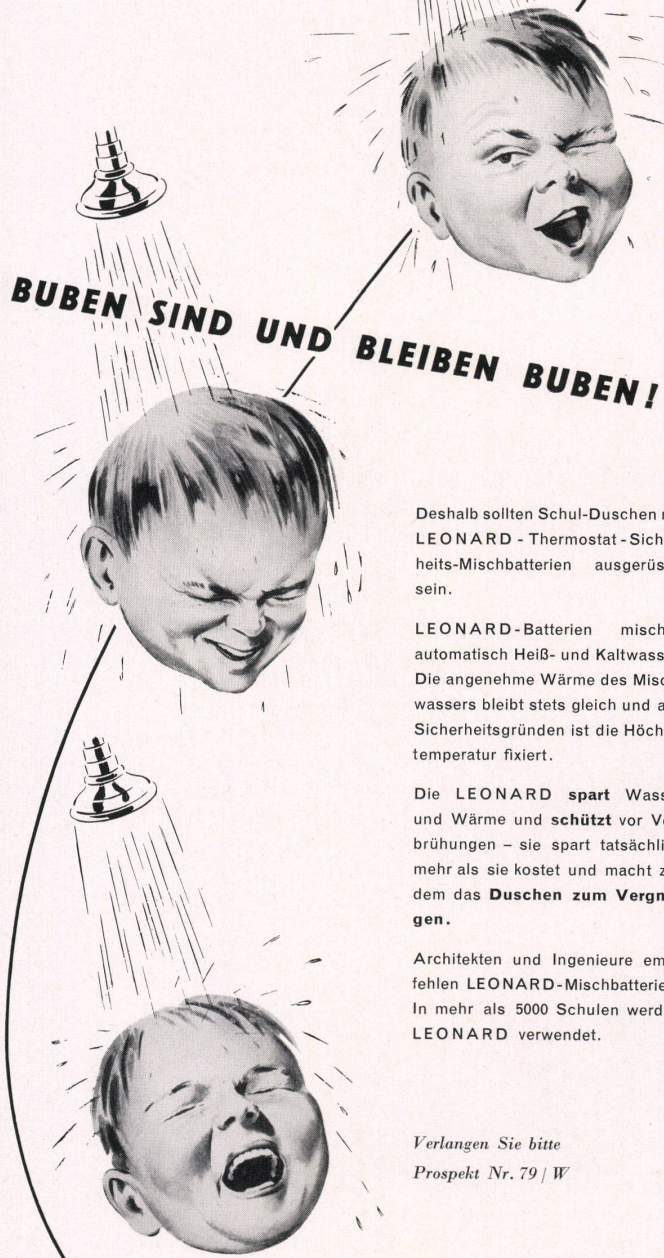 BUBEN SIND UND BLEIBEN BUBEN!
Deshalb sollten Schul-Duschen
LEONARD - Thermostat - Sich
heits-Mischbatterien ausgerüs
sein.
LEONARD-Batterien misch
automatisch Heiß- und Kaltwass
Die angenehme Wärme des Misc
wassers bleibt stets gleich und a
Sicherheitsgründen ist die Höch
temperatur fixiert.
Die LEONARD spart Wass
und Wärme und schützt vor Ve
brühungen – sie spart tatsächli
mehr als sie kostet und macht z
dem das Duschen zum Vergn
gen.
Architekten und Ingenieure em
fehlen LEONARD-Mischbatterie
In mehr als 5000 Schulen werd
LEONARD verwendet.
Verlangen Sie bitte
Prospekt Nr. 79 / W